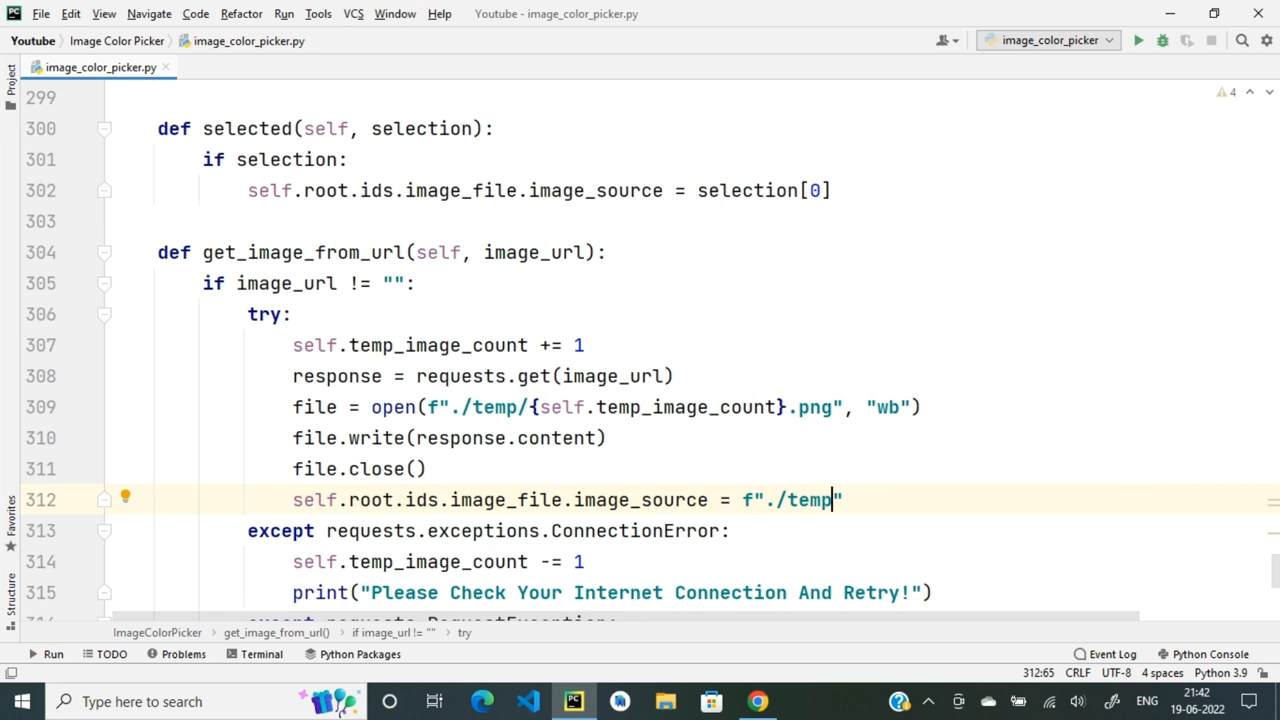 File Edit View Navigate Code Refactor Run Tools VCS Window Help Youtube - image_color_picker.py
Youtube Image Color Picker image_color_picker.py image_color_picker
image_color_picker.py
Project
299
4
300 def selected(self, selection):
301 if selection:
302 self.root.ids.image_file.image_source = selection[0]
303
304 def get_image_from_url(self, image_url):
305 if image_url != "":
306 try:
307 self.temp_image_count += 1
308 response = requests.get(image_url)
309 file = open(f"./temp/{self.temp_image_count}.png", "wb")
310 file.write(response.content)
311 file.close()
312 self.root.ids.image_file.image_source = f"./temp"
313 except requests.exceptions.ConnectionError:
314 self.temp_image_count -= 1
315 print("Please Check Your Internet Connection And Retry!")
except requests.RequestException:
Favorites
Structure
ImageColorPicker get_image_from_url() if image_url != "" try
Run TODO Problems Terminal Python Packages Event Log Python Console
312:65 CRLF UTF-8 4 spaces Python 3.9
Type here to search ENG 21:42
19-06-2022